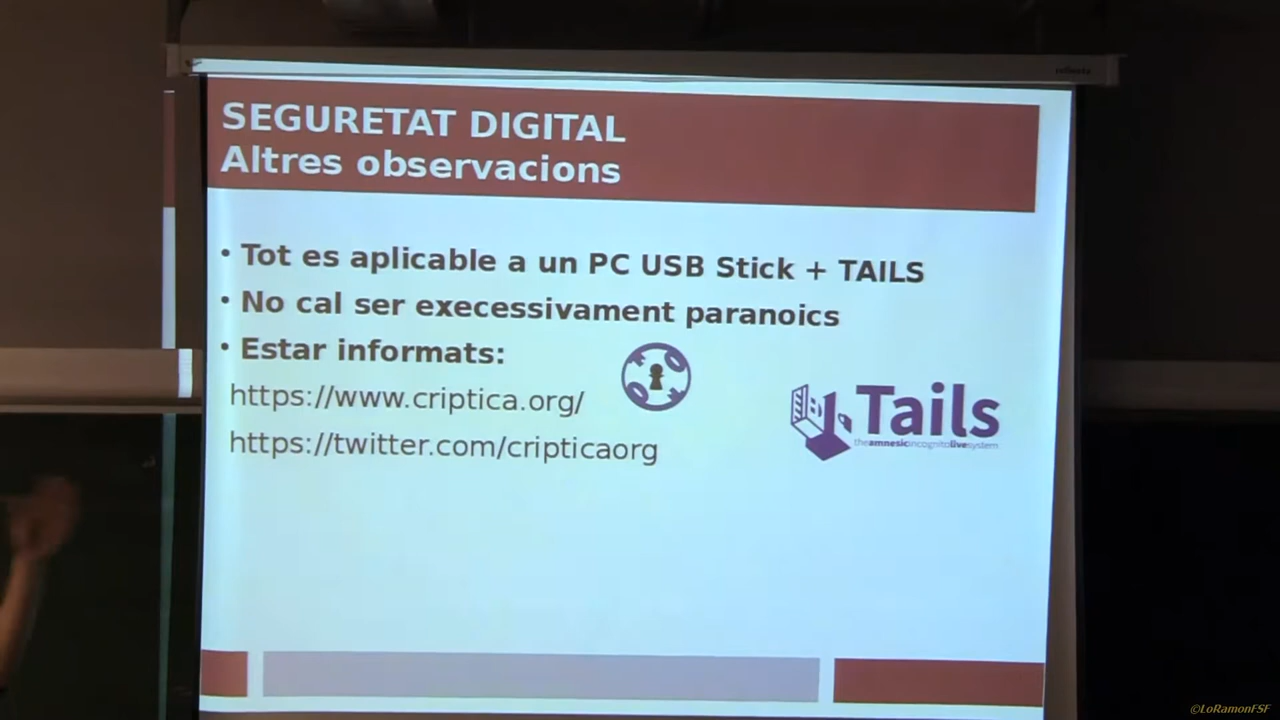 SEGURETAT DIGITAL
Altres observacions
• Tot es aplicable a un PC USB Stick + TAILS
• No cal ser execessivament paranoics
• Estar informats:
https://www.criptica.org/
https://twitter.com/cripticaorg
Tails
theamnesicincognitolivesystem
©LoRamonFSF